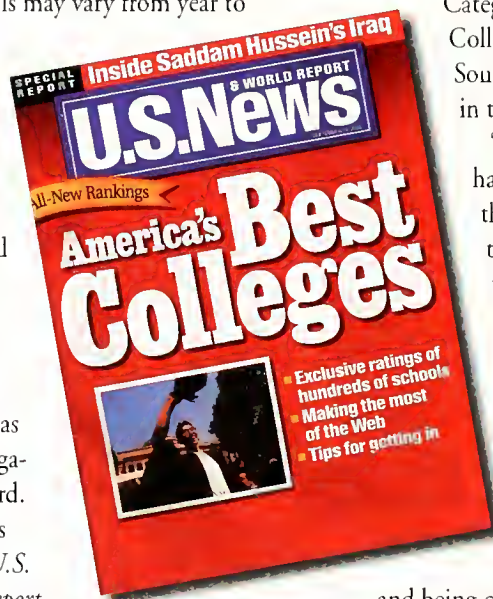 ls may vary from year to
SPECIAL REPORT Inside Saddam Hussein's Iraq
U.S.News
& WORLD REPORT
All-New Rankings
America's Best
Colleges
Exclusive ratings of
hundreds of schools
Making the most
of the Web
Tips for getting in
as
ga-
rd.
s
U.S.
port
Categ
Coll
Sou
in t
ha
th
t
and being